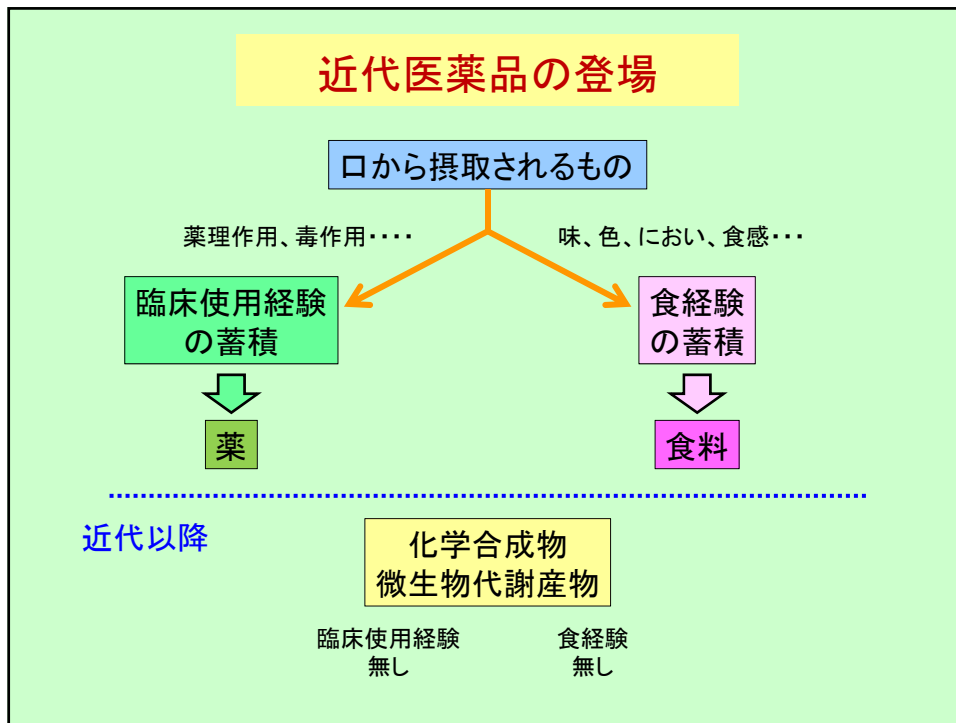 近代医薬品の登場
口から摂取されるもの
薬理作用、毒作用・・・・
味、色、におい、食感・・・
臨床使用経験
の蓄積
食経験
の蓄積
薬
食料
近代以降
化学合成物
微生物代謝産物
臨床使用経験
無し
食経験
無し